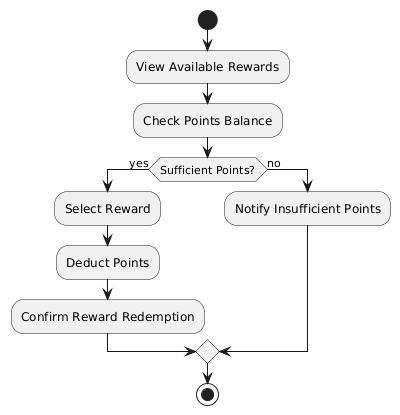 View Available Rewards
Check Points Balance
yes
Sufficient Points?
no
Select Reward
Notify Insufficient Points
Deduct Points
Confirm Reward Redemption